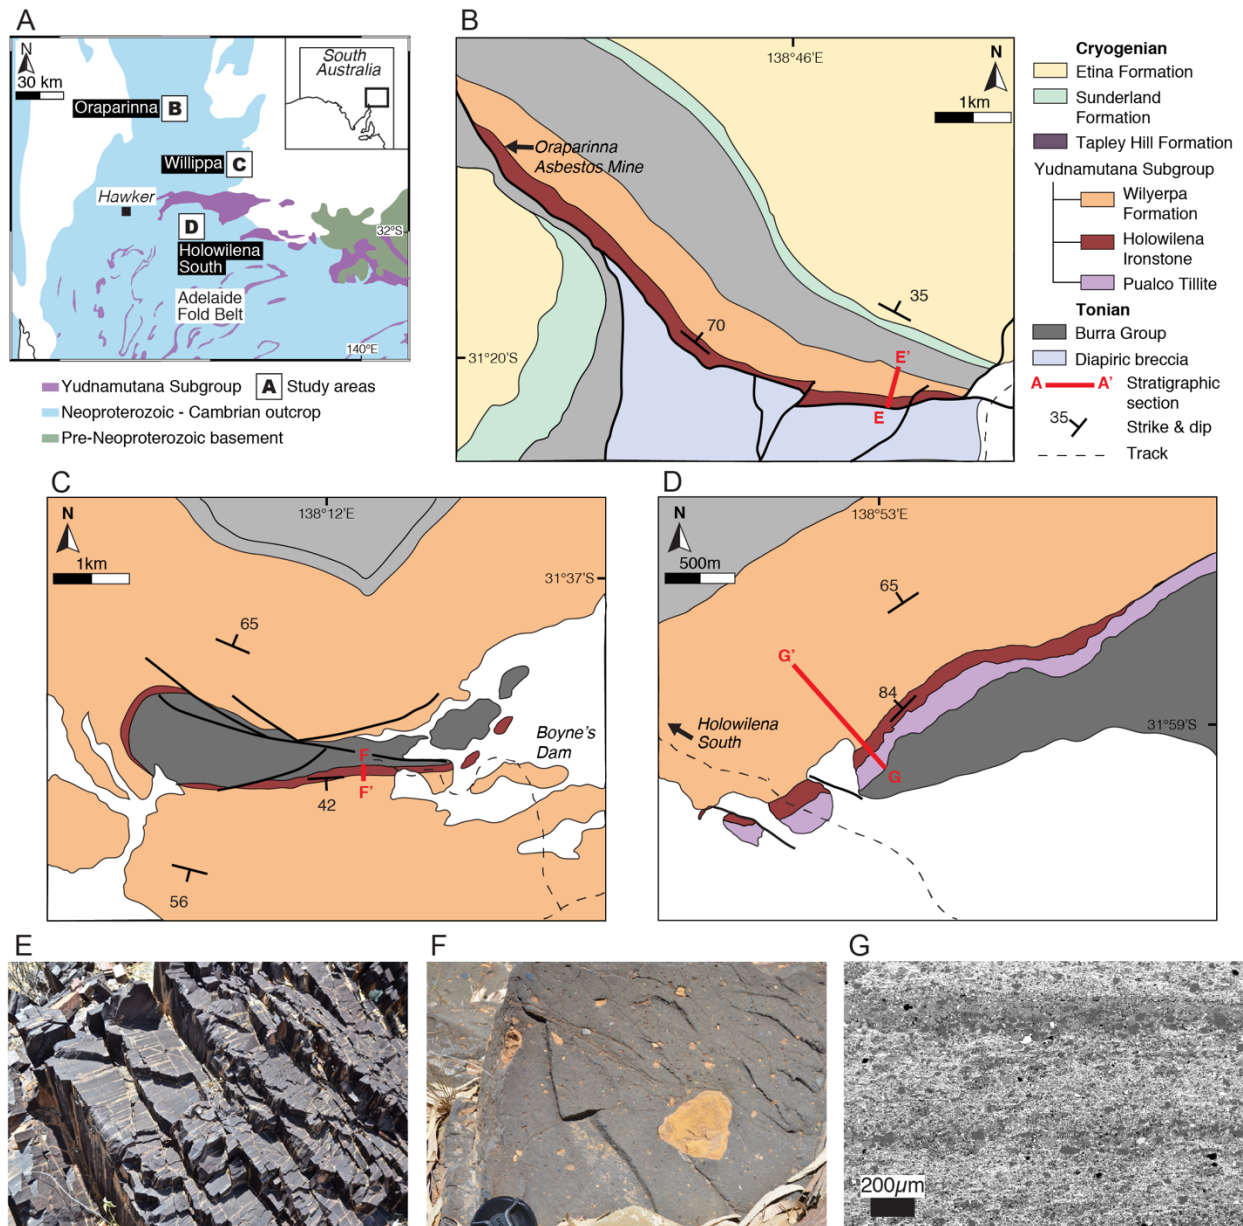 A
N
30 km
South
Australia
Oraparinna
B
Willippa
C
Hawker
D
32°S
Holowilena
South
Adelaide
Fold Belt
140°E
Yudnamutana Subgroup
A
Study areas
Neoproterozoic - Cambrian outcrop
Pre-Neoproterozoic basement
B
138°46'E
N
1km
Oraparinna
Asbestos Mine
35
70
31°20'S
E'
E
Cryogenian
Etina Formation
Sunderland
Formation
Tapley Hill Formation
Yudnamutana Subgroup
Wilyerpa
Formation
Holowilena
Ironstone
Pualco Tillite
Tonian
Burra Group
Diapiric breccia
A
A'
Stratigraphic
section
35
Strike & dip
Track
C
N
138°12'E
1km
31°37'S
65
Boyne's
Dam
F
F'
42
56
D
N
138°53'E
500m
65
G'
84
31°59'S
Holowilena
South
G
E
F
G
200µm